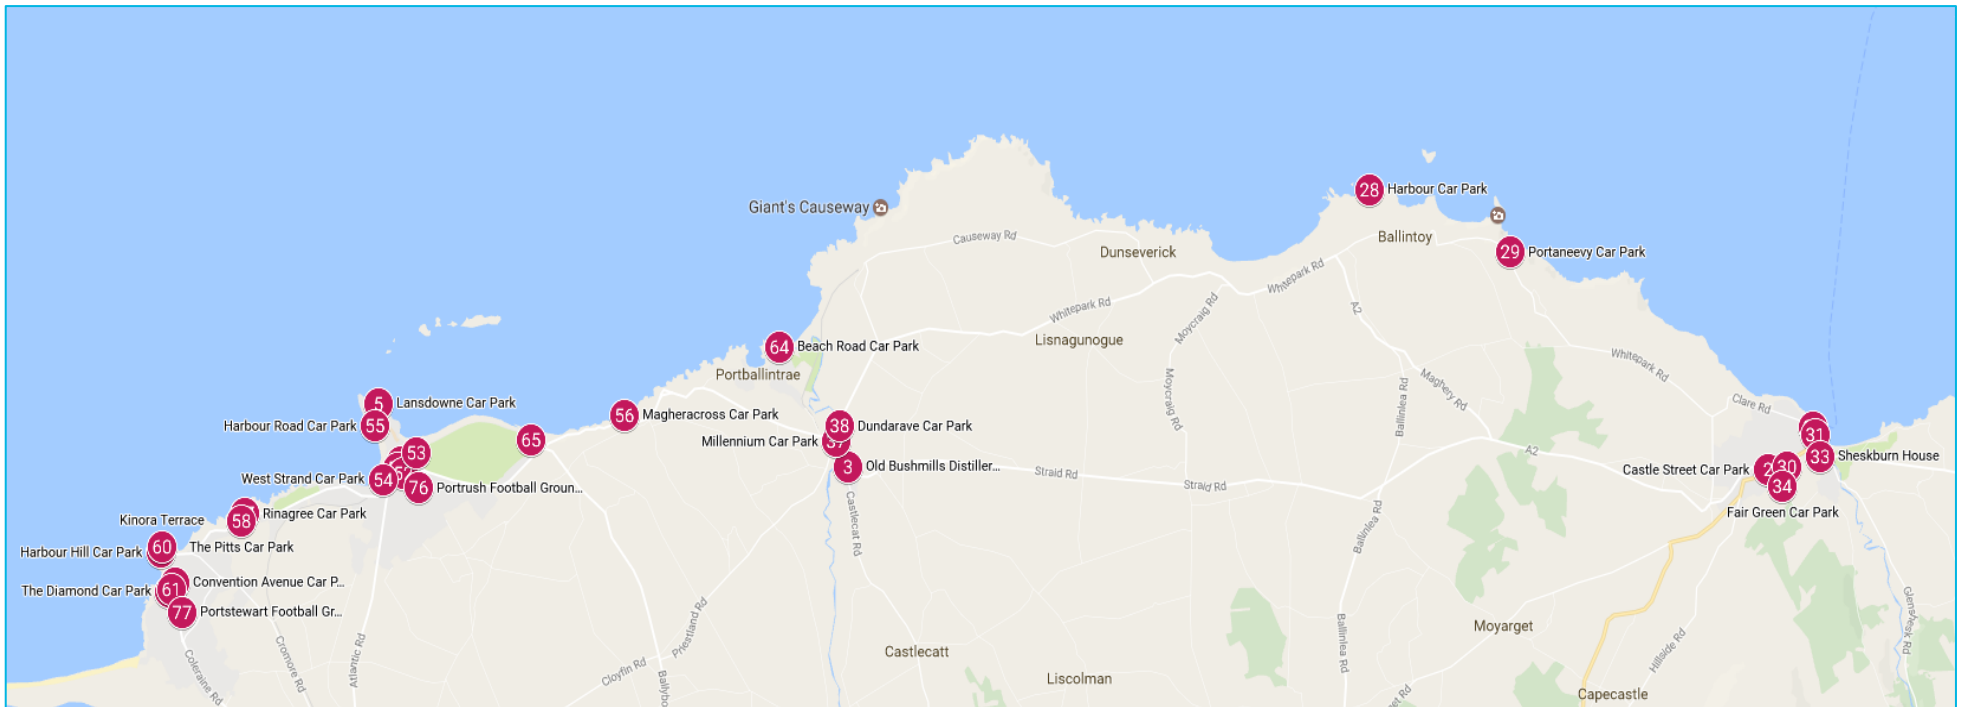 28 Harbour Car Park
Giant's Causeway
Causeway Rd
Dunseverick
Ballintoy
29 Portaneevy Car Park
Whitepark Rd
Whitepark Rd
A2
Moycraig Rd
Lisnagunogue
64 Beach Road Car Park
Portballintrae
Whitepark Rd
Maghery Rd
Moycraig Rd
Ballinlea Rd
Clare Rd
5 Lansdowne Car Park
Harbour Road Car Park 55
56 Magheracross Car Park
38 Dundarave Car Park
Millennium Car Park 37
65
53
31
A2
33 Sheskburn House
3 Old Bushmills Distiller...
Straid Rd
Straid Rd
Castle Street Car Park 2
30
34
Fair Green Car Park
West Strand Car Park 54
76 Portrush Football Groun...
Rinagree Car Park
Kinora Terrace
58
Castlecat Rd
Ballinlea Rd
60 The Pitts Car Park
Harbour Hill Car Park
Convention Avenue Car P...
The Diamond Car Park 61
77 Portstewart Football Gr...
Glenshesk Rd
Priestland Rd
Moyarget
Ballinlea Rd
Hillside Rd
Castlecatt
Coleraine Rd
Cromore Rd
Atlantic Rd
Cloyfin Rd
Ballybo
Liscolman
Capecastle
et Rd